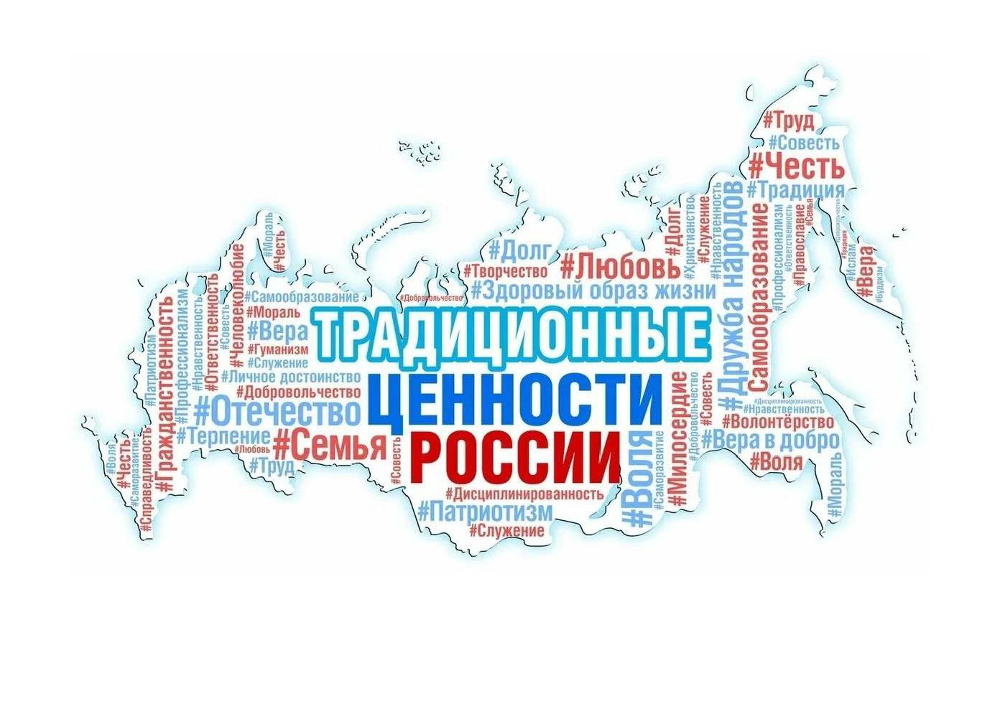 #Труд
#Совесть
#Честь
#Традиция
#Мораль
#Честь
#Долг
#Творчество
#Любовь
#Здоровый образ жизни
#Добровольчество
#Долг
#Христианство
#Служение
#Нравственность
#Дружба народов
#Самообразование
#Профессионализм
#Ответственность
#Православие
#Семья
#Добровольчество
#Традиция
#Ислам
#Вера
#Буддизм
#Патриотизм
#Гражданственность
#Профессионализм
#Нравственность
#Ответственность
#Совесть
#Человеколюбие
#Самообразование
#Мораль
#Вера
#Гуманизм
#Служение
#Личное достоинство
#Добровольчество
#Отечество
#Терпение
#Любовь
#Семья
#Труд
ТРАДИЦИОННЫЕ
ЦЕННОСТИ
РОССИИ
#Воля
#Честь
#Саморазвитие
#Справедливость
#Совесть
#Дисциплинированность
#Патриотизм
#Служение
#Воля
#Саморазвитие
#Милосердие
#Добровольчество
#Совесть
#Дисциплинированность
#Нравственность
#Волонтёрство
#Вера в добро
#Воля
#Мораль